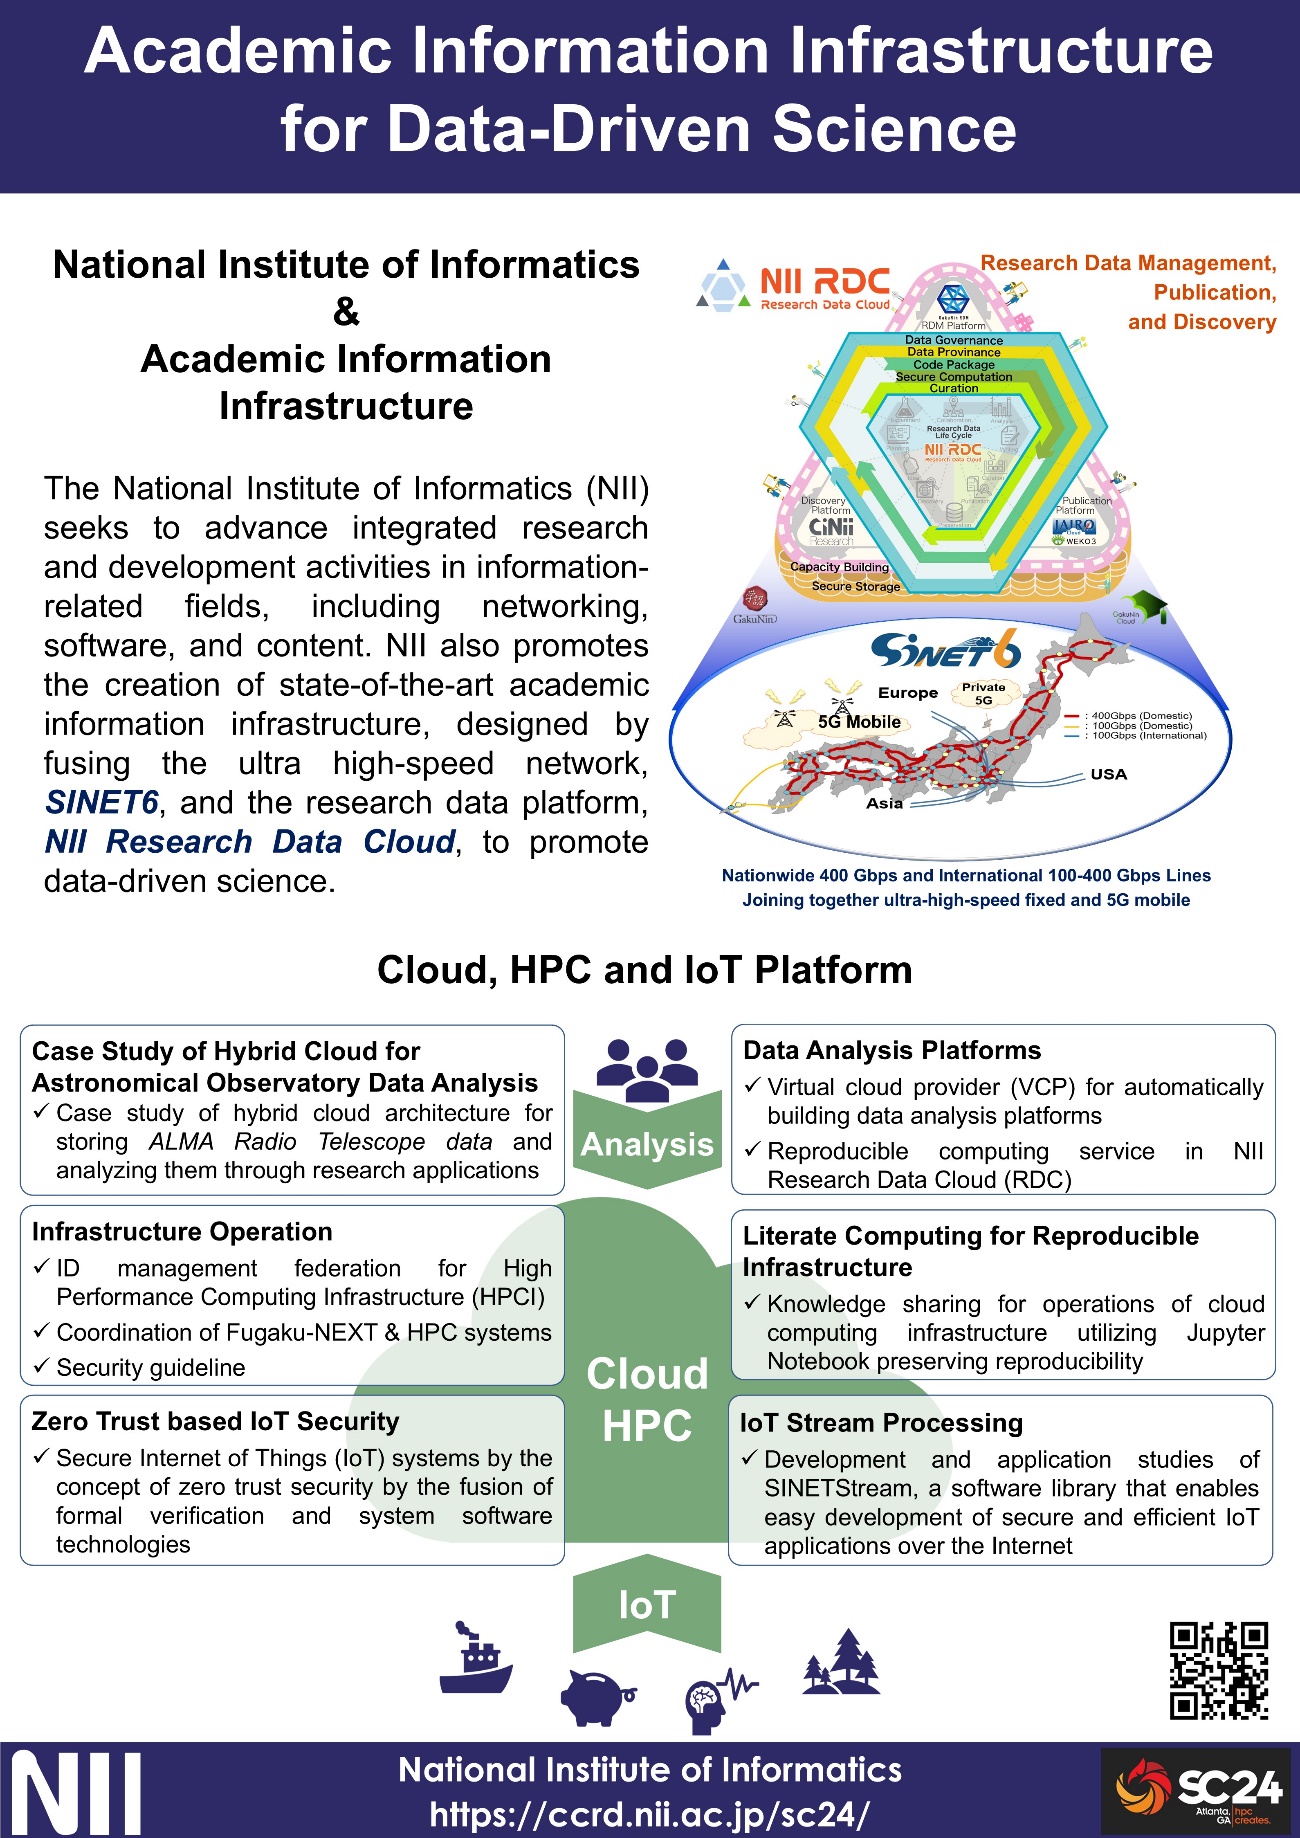 Academic Information Infrastructure
for Data-Driven Science
National Institute of Informatics
&
Academic Information
Infrastructure
The National Institute of Informatics (NII)
seeks to advance integrated research
and development activities in information-
related fields, including networking,
software, and content. NII also promotes
the creation of state-of-the-art academic
information infrastructure, designed by
fusing the ultra high-speed network,
SINET6, and the research data platform,
NII Research Data Cloud, to promote
data-driven science.
NII RDC
Research Data Cloud
Research Data Management,
Publication,
and Discovery
GakuNin RDM
RDM Platform
Data Governance
Data Provinance
Code Package
Secure Computation
Curation
Research Data
Life Cycle
NII RDC
Research Data Cloud
Discovery
Platform
CiNii
Research
Publication
Platform
JAIRO
Cloud
WEKO3
Capacity Building
Secure Storage
GakuNin
GakuNin
Cloud
SINET6
Europe
Private
5G
5G Mobile
: 400Gbps (Domestic)
: 100Gbps (Domestic)
: 100Gbps (International)
USA
Asia
Nationwide 400 Gbps and International 100-400 Gbps Lines
Joining together ultra-high-speed fixed and 5G mobile
Cloud, HPC and IoT Platform
Case Study of Hybrid Cloud for
Astronomical Observatory Data Analysis
✓ Case study of hybrid cloud architecture for
storing ALMA Radio Telescope data and
analyzing them through research applications
Analysis
Data Analysis Platforms
✓ Virtual cloud provider (VCP) for automatically
building data analysis platforms
✓ Reproducible computing service in NII
Research Data Cloud (RDC)
Infrastructure Operation
✓ ID management federation for High
Performance Computing Infrastructure (HPCI)
✓ Coordination of Fugaku-NEXT & HPC systems
✓ Security guideline
Literate Computing for Reproducible
Infrastructure
✓ Knowledge sharing for operations of cloud
computing infrastructure utilizing Jupyter
Notebook preserving reproducibility
Cloud
HPC
Zero Trust based IoT Security
✓ Secure Internet of Things (IoT) systems by the
concept of zero trust security by the fusion of
formal verification and system software
technologies
IoT Stream Processing
✓ Development and application studies of
SINETStream, a software library that enables
easy development of secure and efficient IoT
applications over the Internet
IoT
NII
National Institute of Informatics
https://ccrd.nii.ac.jp/sc24/
SC24
Atlanta, hpc
GA creates.